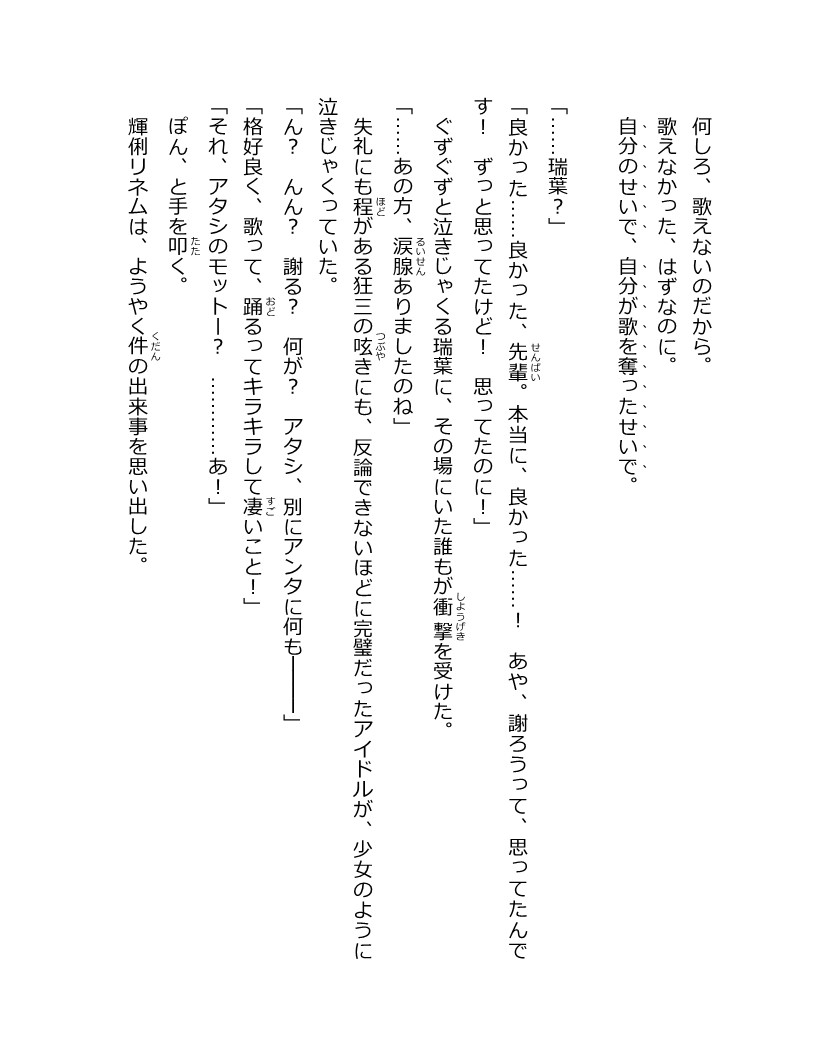 何しろ、歌えないのだから。
歌えなかった、はずなのに。
自分のせいで、自分が歌を奪ったせいで。
「……瑞葉？」
「良かった……良かった、先輩。本当に、良かった……！　あや、謝ろうって、思ってたんで
す！　ずっと思ってたけど！　思ってたのに！」
ぐずぐずと泣きじゃくる瑞葉に、その場にいた誰もが衝撃を受けた。
「……あの方、涙腺ありましたのね」
失礼にも程がある狂三の呟きにも、反論できないほどに完璧だったアイドルが、少女のように
泣きじゃくっていた。
「ん？　んん？　謝る？　何が？　アタシ、別にアンタに何も――」
「格好良く、歌って、踊るってキラキラして凄いこと！」
「それ、アタシのモットー？　…………あ！」
ぽん、と手を叩く。
輝俐リネムは、ようやく件の出来事を思い出した。